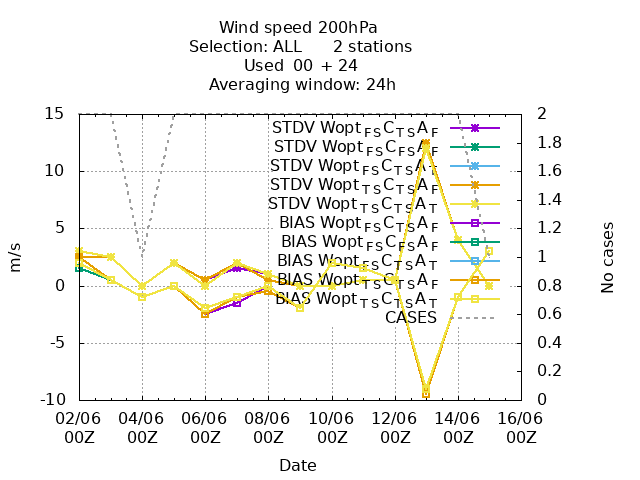 Wind speed 200hPa
Selection: ALL 2 stations
Used 00 + 24
Averaging window: 24h
15 2
STDV Wopt FS C TS A F
1.8
STDV Wopt FS C FS A F
10 STDV Wopt FS C TS A T 1.6
STDV Wopt TS C TS A F
1.4
STDV Wopt TS C TS A T
5 BIAS Wopt FS C TS A F 1.2
BIAS Wopt FS C FS A F
m/s BIAS Wopt FS C TS A T 1 No cases
0 BIAS Wopt TS C TS A F 0.8
BIAS Wopt TS C TS A T
CASES 0.6
-5 0.4
0.2
-10 0
02/06 04/06 06/06 08/06 10/06 12/06 14/06 16/06
00Z 00Z 00Z 00Z 00Z 00Z 00Z 00Z
Date